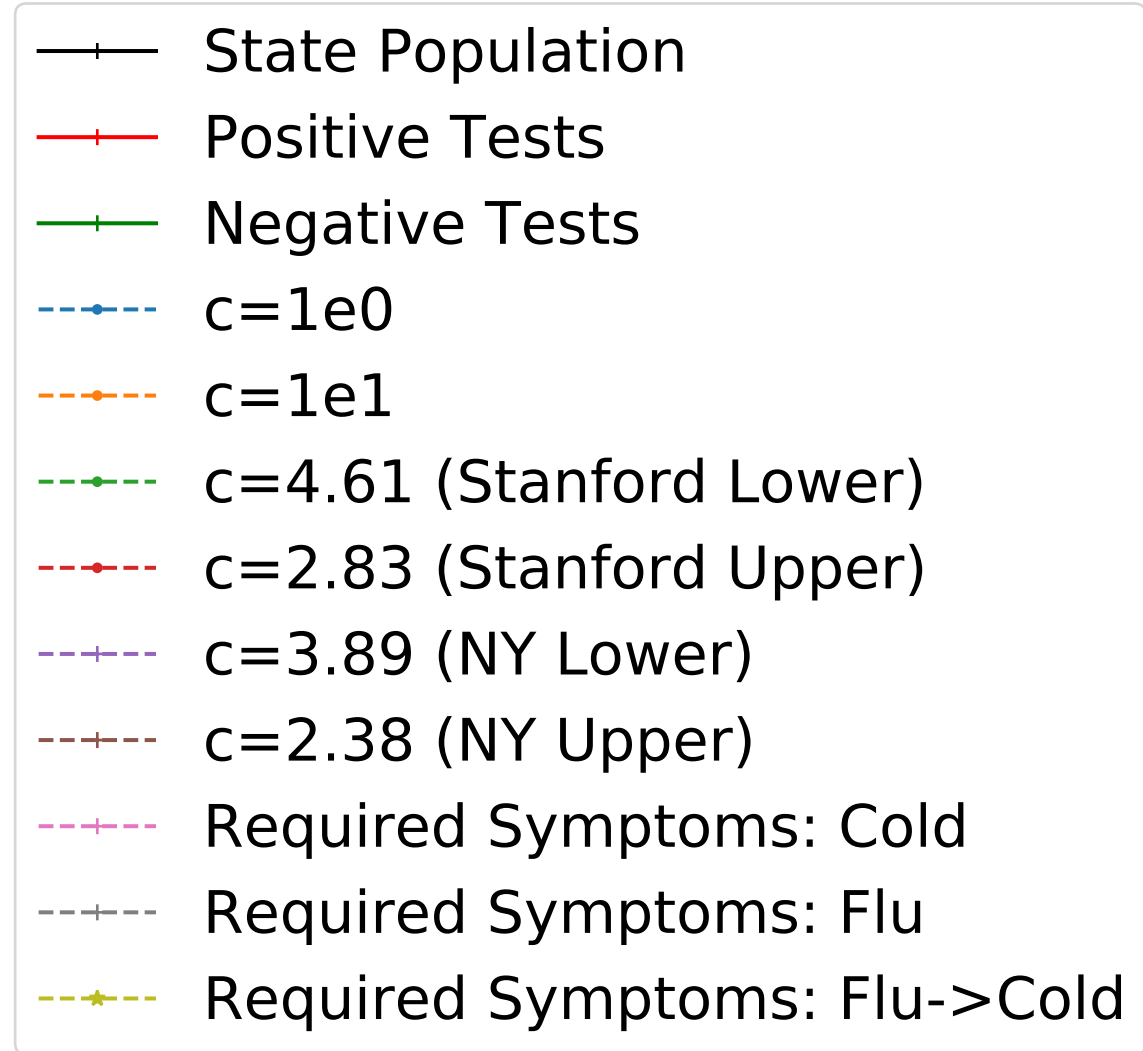 State Population
Positive Tests
Negative Tests
c=1e0
c=1e1
c=4.61 (Stanford Lower)
c=2.83 (Stanford Upper)
c=3.89 (NY Lower)
c=2.38 (NY Upper)
Required Symptoms: Cold
Required Symptoms: Flu
Required Symptoms: Flu->Cold